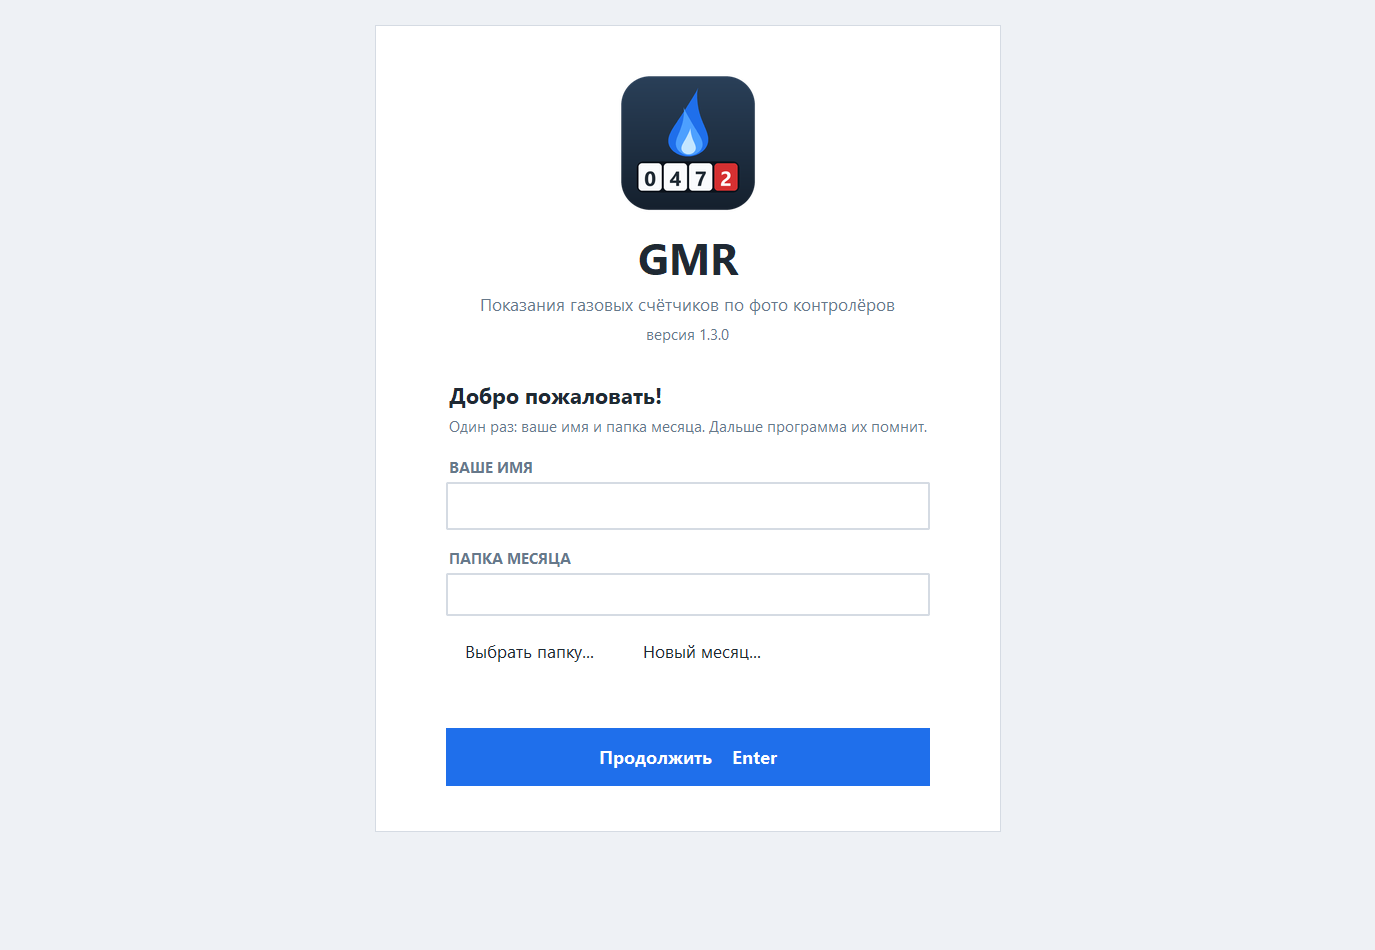 0472
GMR
Показания газовых счётчиков по фото контролёров
версия 1.3.0
Добро пожаловать!
Один раз: ваше имя и папка месяца. Дальше программа их помнит.
ВАШЕ ИМЯ
ПАПКА МЕСЯЦА
Выбрать папку... Новый месяц...
Продолжить Enter